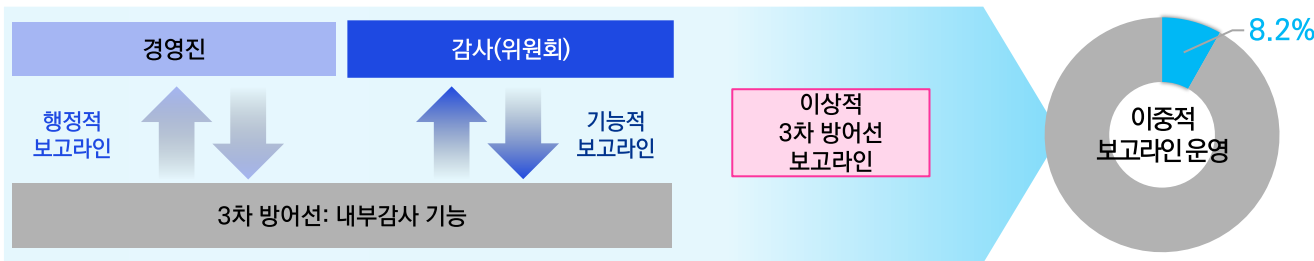 경영진
감사(위원회)
행정적
보고라인
기능적
보고라인
3차 방어선: 내부감사 기능
이상적
3차 방어선
보고라인
8.2%
이중적
보고라인 운영